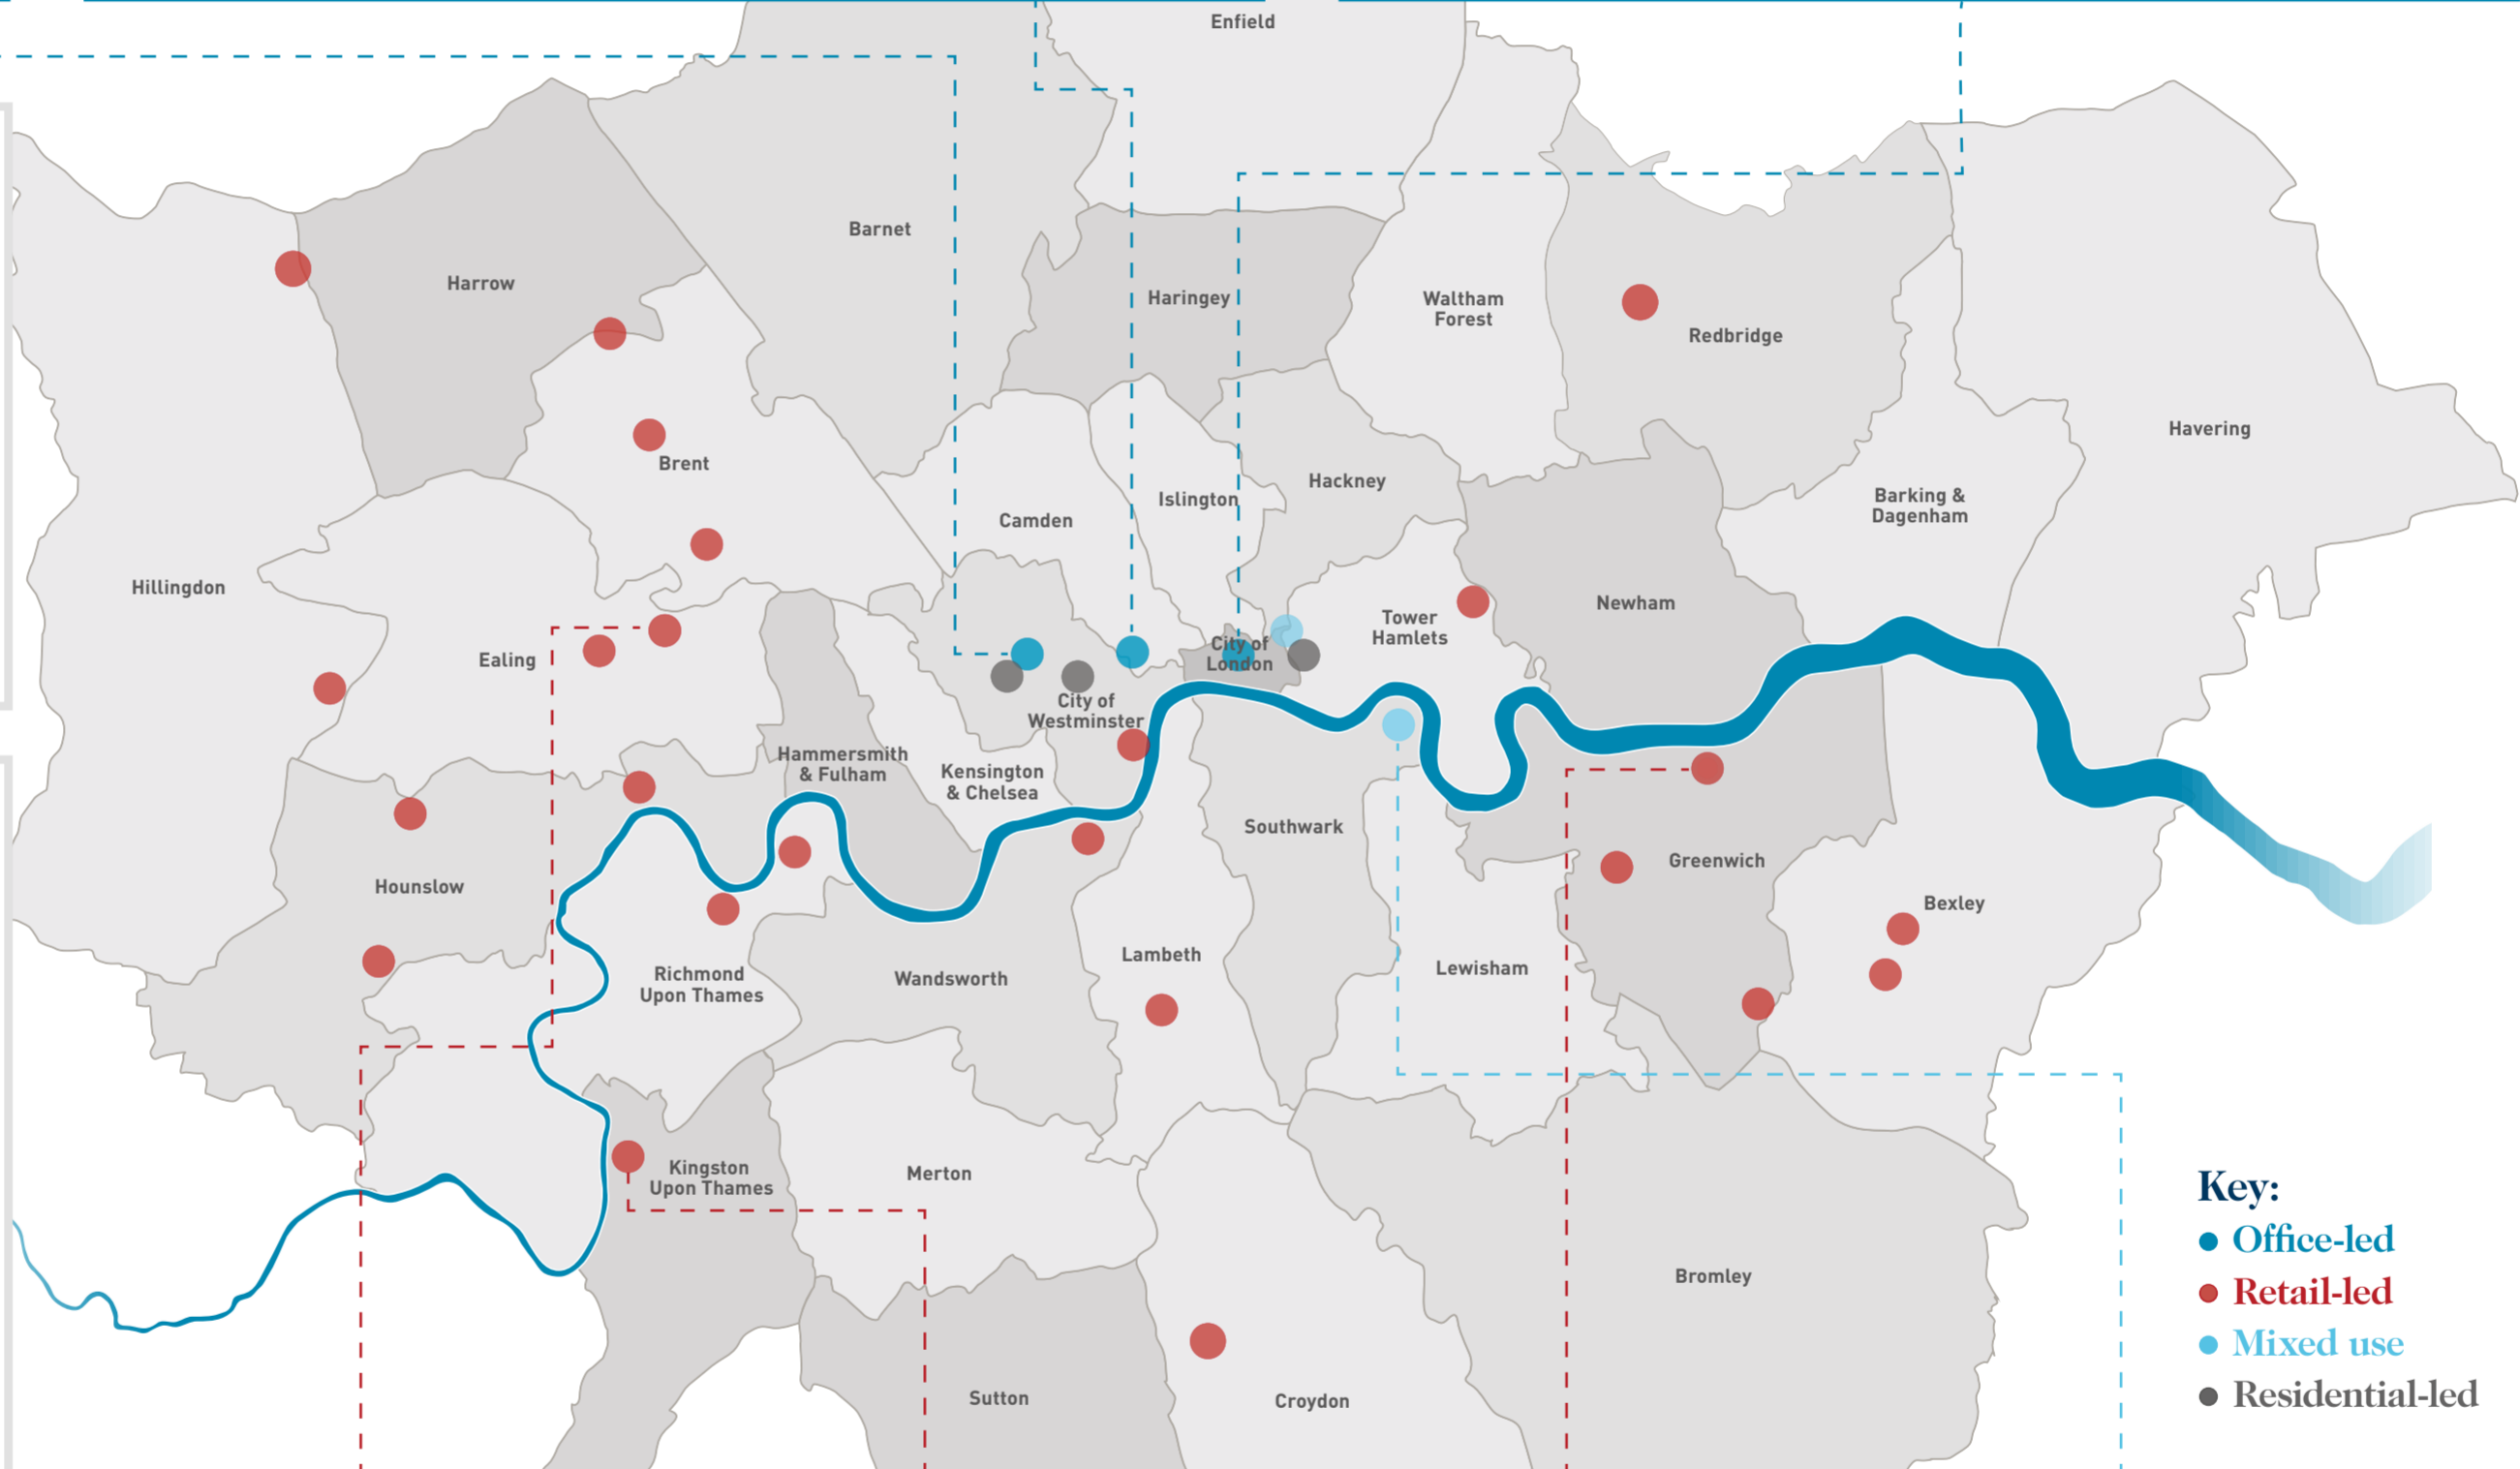 Enfield
Barnet
Harrow
Haringey
Waltham
Forest
Redbridge
Havering
Brent
Hackney
Islington
Camden
Barking &
Dagenham
Hillingdon
Newham
Tower
Hamlets
City of
London
Ealing
City of
Westminster
Hammersmith
& Fulham
Kensington
& Chelsea
Southwark
Greenwich
Hounslow
Bexley
Lambeth
Lewisham
Richmond
Upon Thames
Wandsworth
Kingston
Upon Thames
Merton
Bromley
Sutton
Croydon
Key:
Office-led
Retail-led
Mixed use
Residential-led